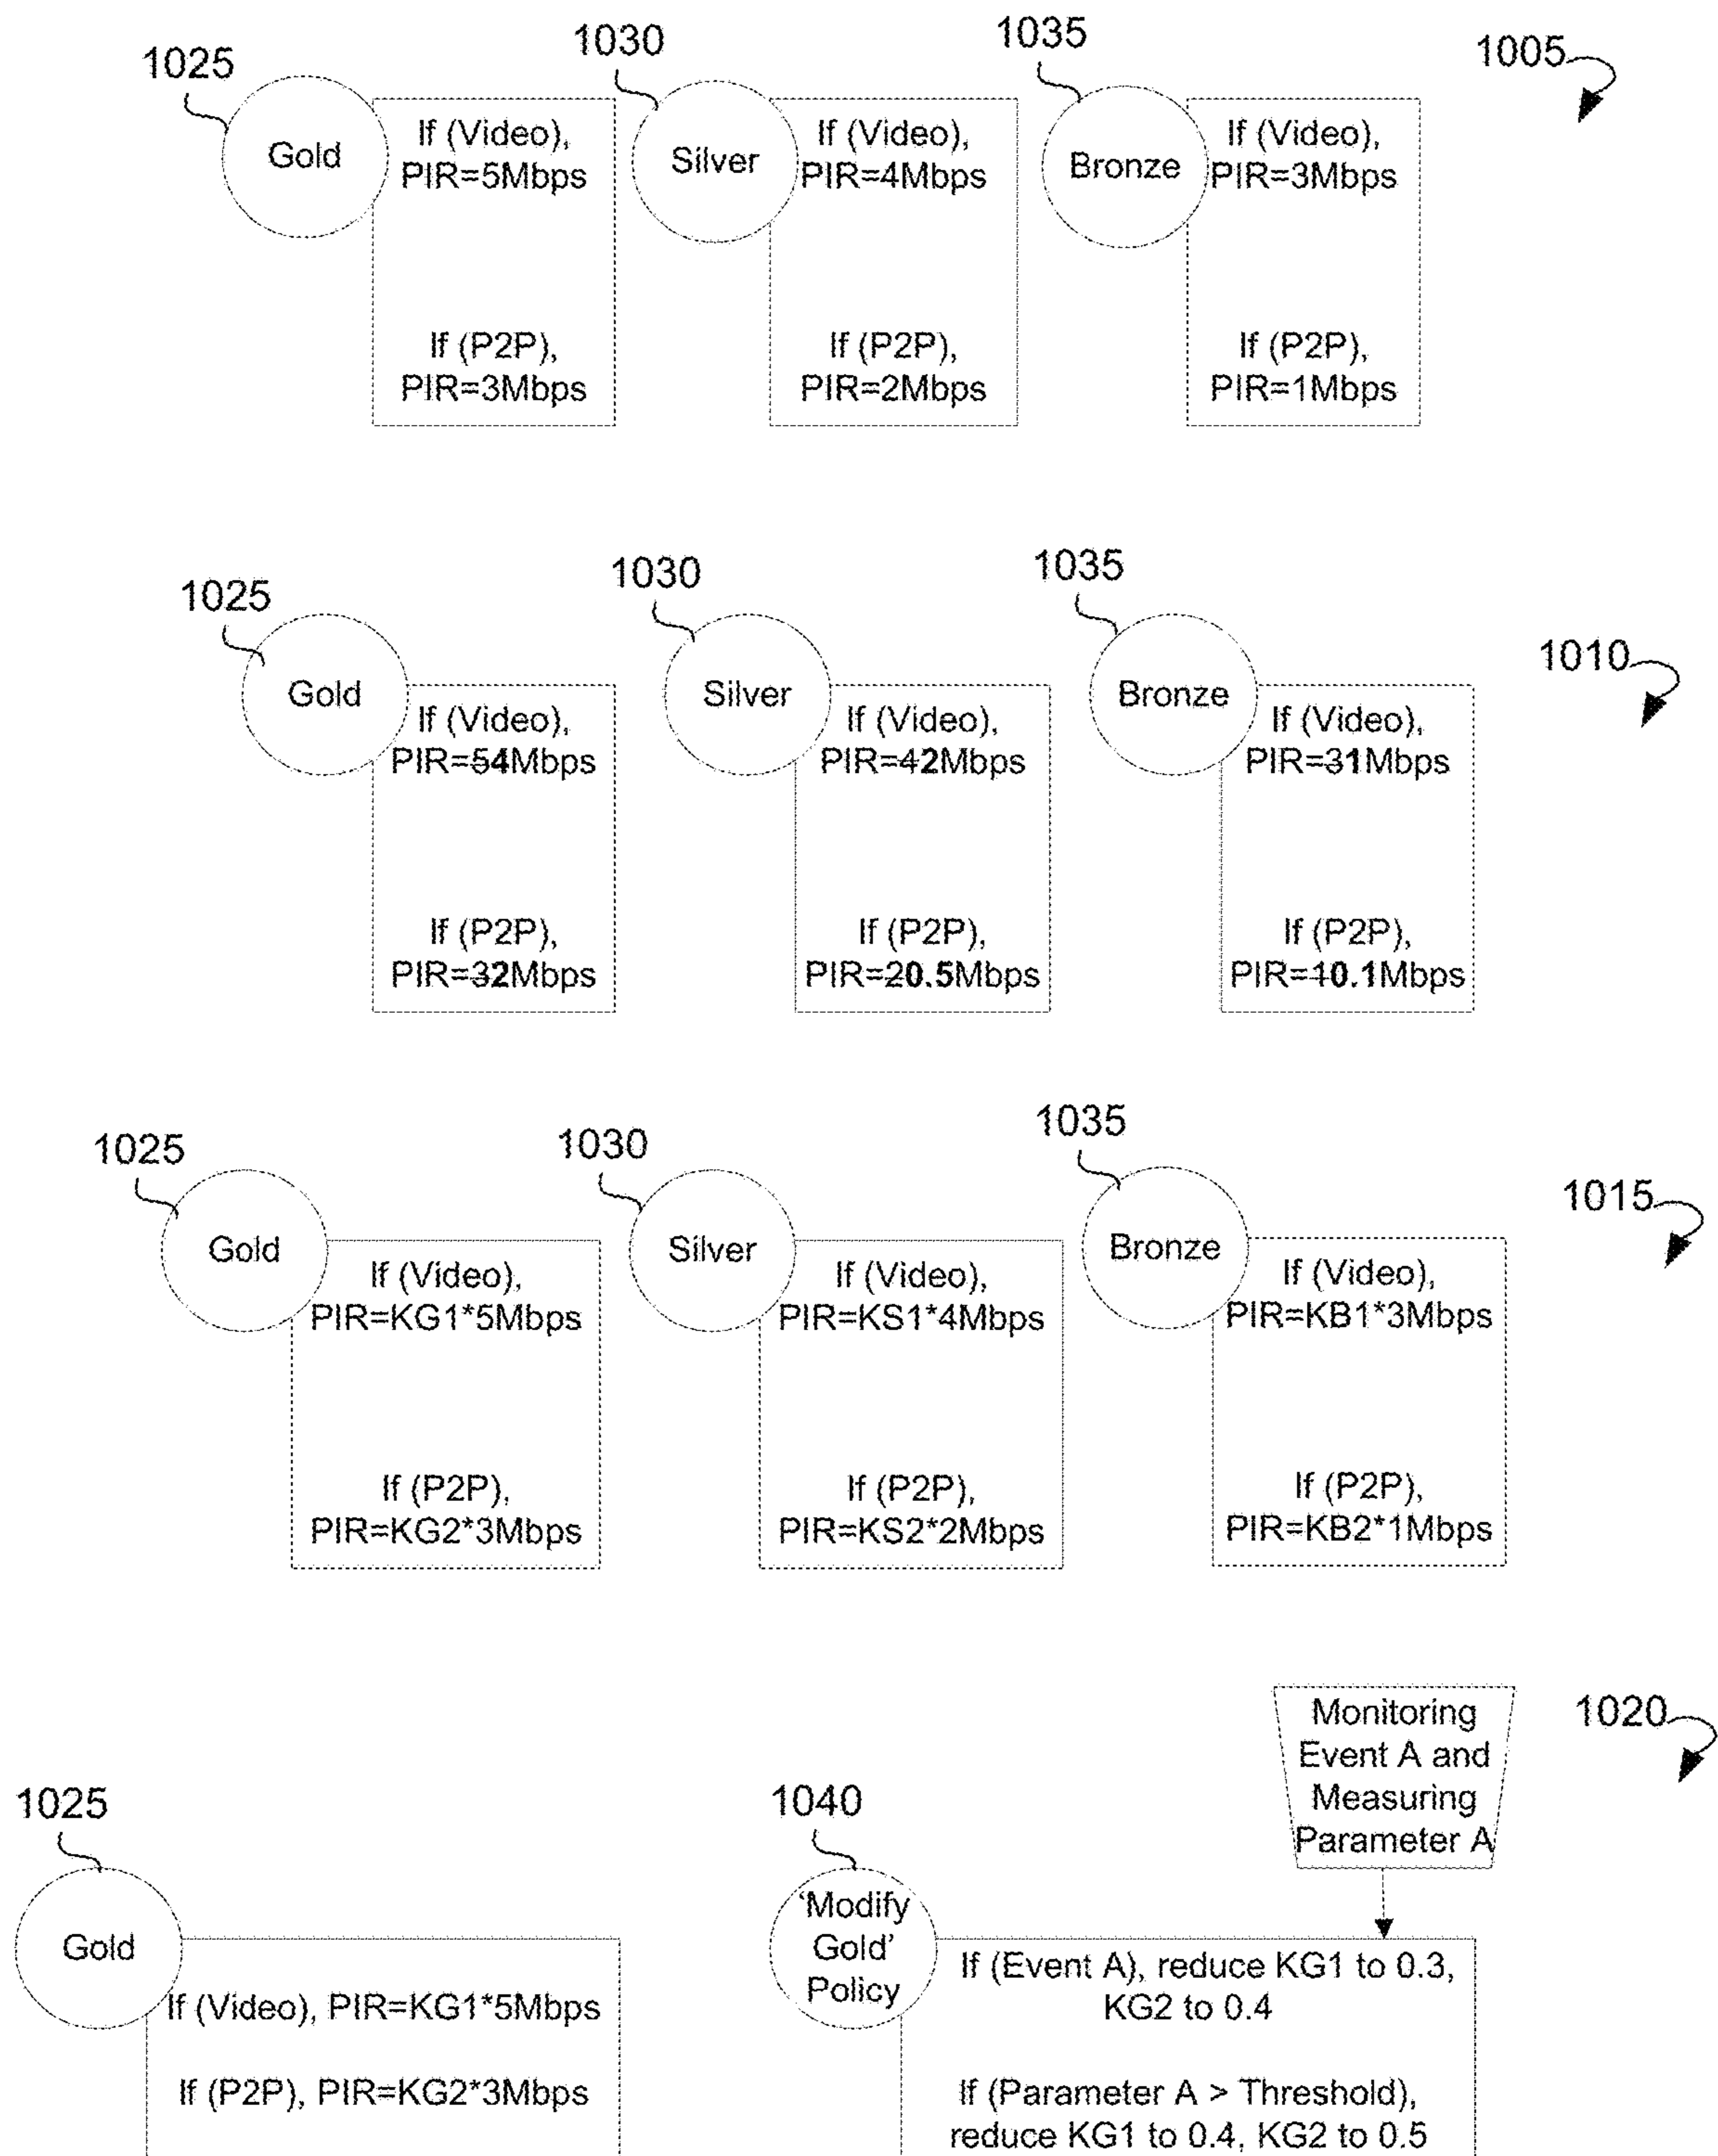 1025
1030
1035
1005
Gold
If (Video),
PIR=5Mbps
If (P2P),
PIR=3Mbps
Silver
If (Video),
PIR=4Mbps
If (P2P),
PIR=2Mbps
Bronze
If (Video),
PIR=3Mbps
If (P2P),
PIR=1Mbps
1025
1030
1035
1010
Gold
If (Video),
PIR=54Mbps
If (P2P),
PIR=32Mbps
Silver
If (Video),
PIR=42Mbps
If (P2P),
PIR=20.5Mbps
Bronze
If (Video),
PIR=31Mbps
If (P2P),
PIR=10.1Mbps
1025
1030
1035
1015
Gold
If (Video),
PIR=KG1*5Mbps
If (P2P),
PIR=KG2*3Mbps
Silver
If (Video),
PIR=KS1*4Mbps
If (P2P),
PIR=KS2*2Mbps
Bronze
If (Video),
PIR=KB1*3Mbps
If (P2P),
PIR=KB2*1Mbps
1020
Monitoring
Event A and
Measuring
Parameter A
1025
Gold
If (Video), PIR=KG1*5Mbps
If (P2P), PIR=KG2*3Mbps
1040
'Modify
Gold'
Policy
If (Event A), reduce KG1 to 0.3,
KG2 to 0.4
If (Parameter A > Threshold),
reduce KG1 to 0.4, KG2 to 0.5